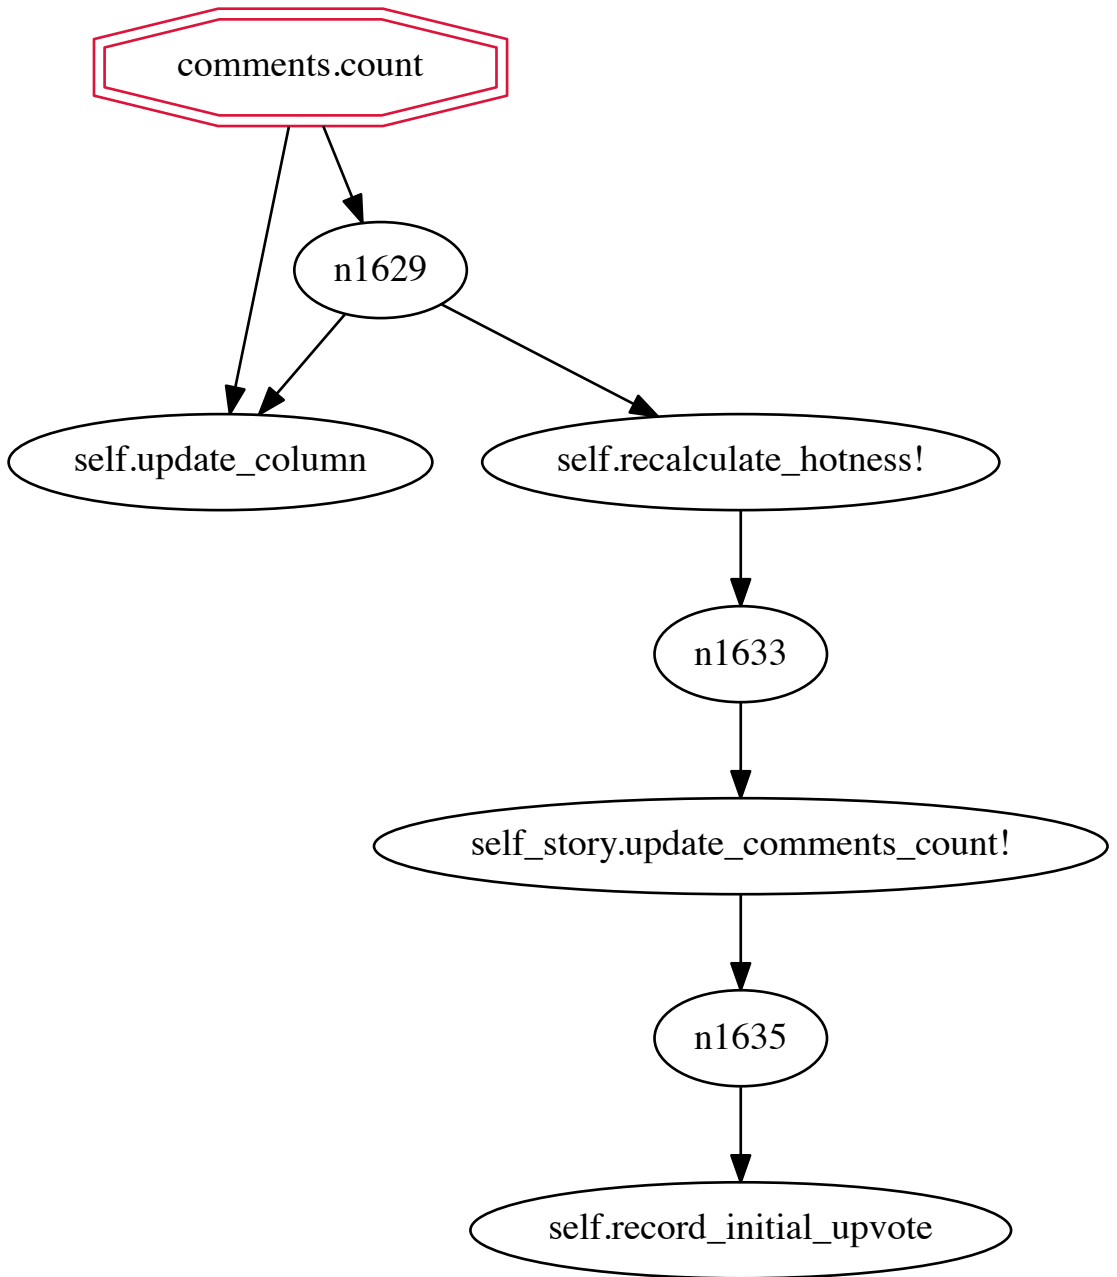 comments.count
n1629
self.update_column
self.recalculate_hotness!
n1633
self_story.update_comments_count!
n1635
self.record_initial_upvote